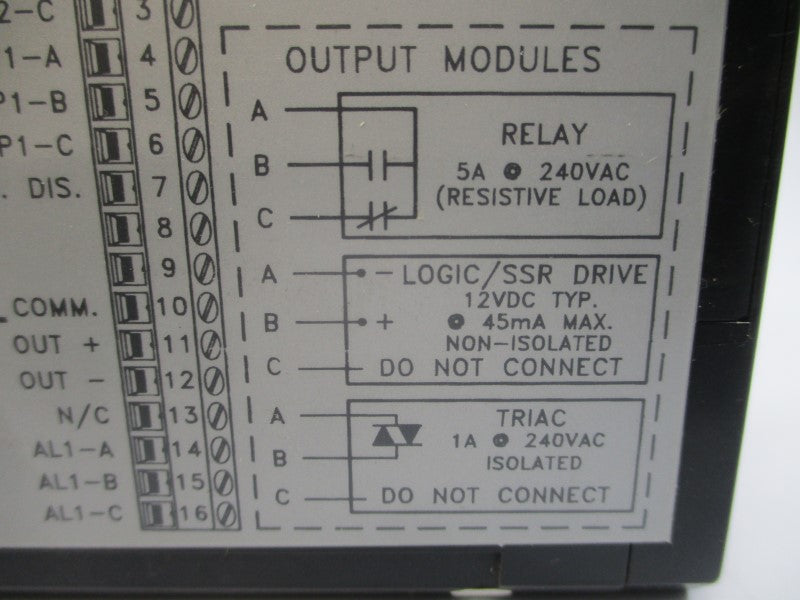 2-C 3
1-A 4
P1-B 5
P1-C 6
. DIS. 7
8
9
COMM. 10
OUT + 11
OUT - 12
N/C 13
AL1-A 14
AL1-B 15
AL1-C 16
OUTPUT MODULES
A
B
C
RELAY
5A @ 240VAC
(RESISTIVE LOAD)
A - LOGIC/SSR DRIVE
12VDC TYP.
B + @ 45mA MAX.
NON-ISOLATED
C DO NOT CONNECT
A TRIAC
1A @ 240VAC
B ISOLATED
C DO NOT CONNECT